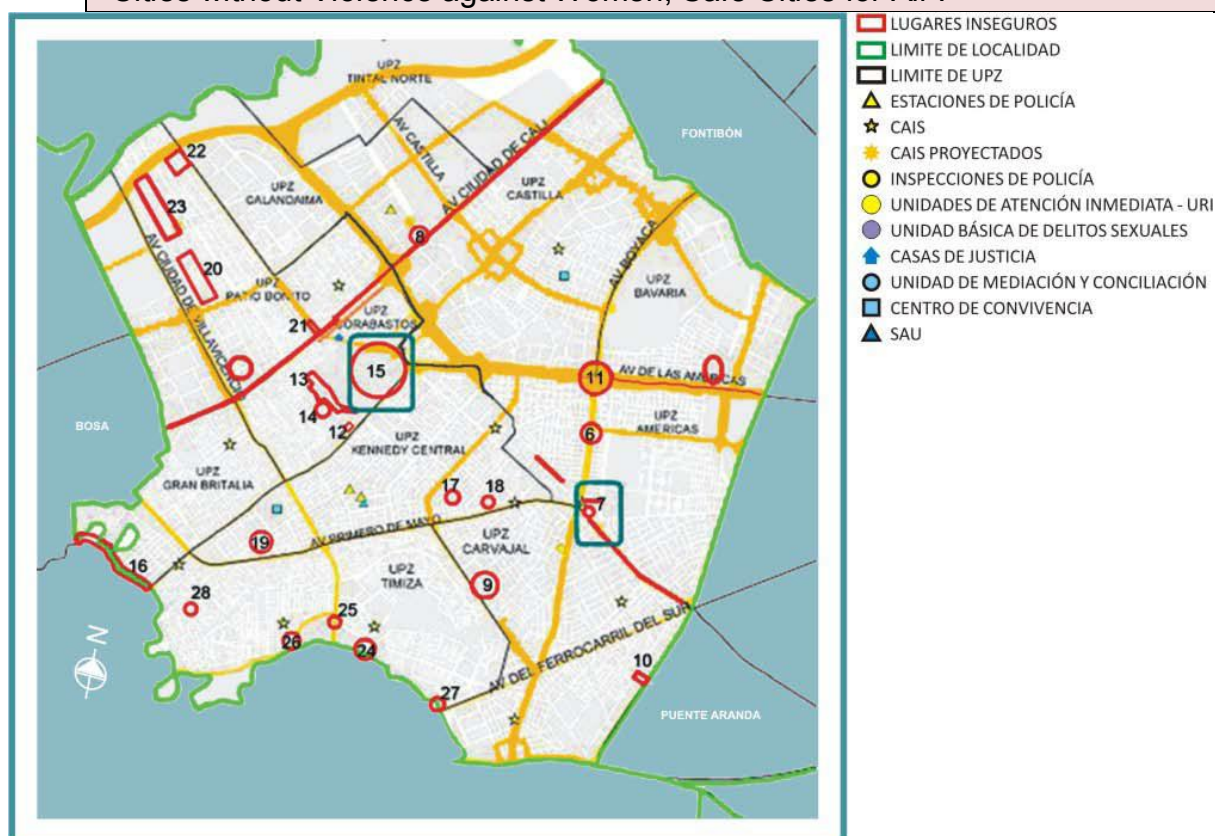 LUGARES INSEGUROS
LIMITE DE LOCALIDAD
LIMITE DE UPZ
ESTACIONES DE POLICÍA
CAIS
CAIS PROYECTADOS
INSPECCIONES DE POLICÍA
UNIDADES DE ATENCIÓN INMEDIATA - URI
UNIDAD BÁSICA DE DELITOS SEXUALES
CASAS DE JUSTICIA
UNIDAD DE MEDIACIÓN Y CONCILIACIÓN
CENTRO DE CONVIVENCIA
SAU
UPZ
TINTAL NORTE
AV CASTILLA
AV CIUDAD DE CALI
FONTIBÓN
22
UPZ
CALANDAIMA
UPZ
CASTILLA
23
8
AV BOYACA
AV CIUDAD DE VILLAVICENCIO
20
UPZ
PATIO BONITO
UPZ
BAVARIA
21
UPZ
CORABASTOS
15
13
11
AV DE LAS AMERICAS
14
12
BOSA
UPZ
KENNEDY CENTRAL
6
UPZ
AMERICAS
UPZ
GRAN BRITALIA
17
18
7
19
AV PRIMERO DE MAYO
UPZ
CARVAJAL
16
UPZ
TIMIZA
9
28
25
26
24
N
AV DEL FERROCARRIL DEL SUR
10
27
PUENTE ARANDA